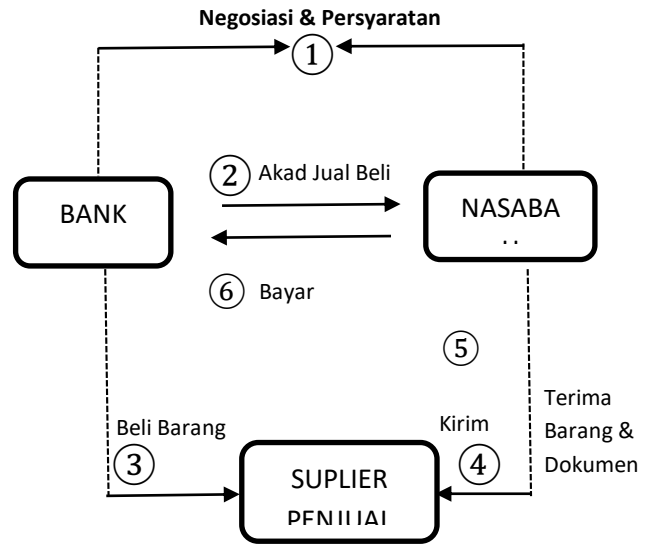 Negosiasi & Persyaratan
1
2 Akad Jual Beli
BANK
NASABA
6 Bayar
5
Terima
Barang &
Dokumen
Beli Barang
3
Kirim
4
SUPLIER
PENJUAL